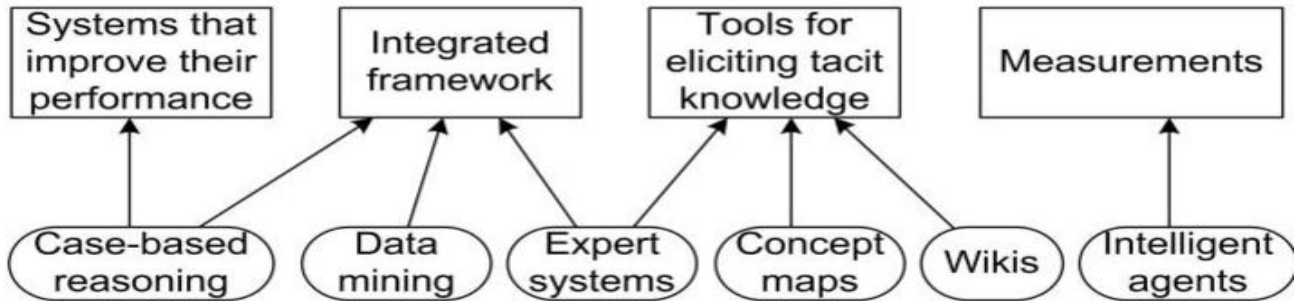 Systems that
improve their
performance
Integrated
framework
Tools for
eliciting tacit
knowledge
Measurements
Case-based
reasoning
Data
mining
Expert
systems
Concept
maps
Wikis
Intelligent
agents